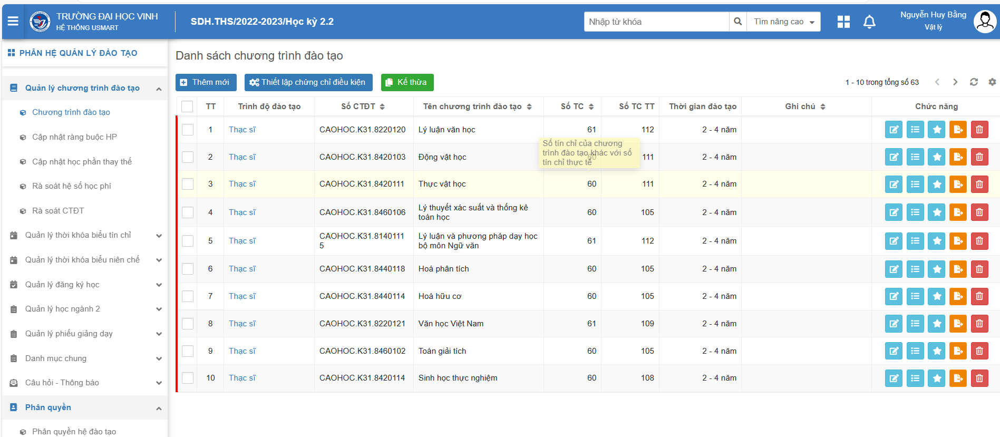 TRƯỜNG ĐẠI HỌC VINH
HỆ THỐNG USMART
SDH.THS/2022-2023/Học kỳ 2.2
Nhập từ khóa
Tìm nâng cao
Nguyễn Huy Bằng
Vật lý
PHÂN HỆ QUẢN LÝ ĐÀO TẠO
Quản lý chương trình đào tạo
Chương trình đào tạo
Cập nhật ràng buộc HP
Cập nhật học phần thay thế
Rà soát hệ số học phí
Rà soát CTĐT
Quản lý thời khóa biểu tín chỉ
Quản lý thời khóa biểu niên chế
Quản lý đăng ký học
Quản lý học ngành 2
Quản lý phiếu giảng dạy
Danh mục chung
Câu hỏi - Thông báo
Phân quyền
Phân quyền hệ đào tạo
Danh sách chương trình đào tạo
Thêm mới
Thiết lập chứng chỉ điều kiện
Kế thừa
1 - 10 trong tổng số 63
TT Trình độ đào tạo Số CTĐT Tên chương trình đào tạo Số TC Số TC TT Thời gian đào tạo Ghi chú Chức năng
1 Thạc sĩ CAOHOC.K31.8220120 Lý luận văn học 61 112 2 - 4 năm
2 Thạc sĩ CAOHOC.K31.8420103 Động vật học 60 111 2 - 4 năm
Số tín chỉ của chương
trình đào tạo khác với số
tín chỉ thực tế
3 Thạc sĩ CAOHOC.K31.8420111 Thực vật học 60 111 2 - 4 năm
4 Thạc sĩ CAOHOC.K31.8460106 Lý thuyết xác suất và thống kê
toán học 60 105 2 - 4 năm
5 Thạc sĩ CAOHOC.K31.8140111
5 Lý luận và phương pháp dạy học
bộ môn Ngữ văn 61 112 2 - 4 năm
6 Thạc sĩ CAOHOC.K31.8440118 Hoá phân tích 60 105 2 - 4 năm
7 Thạc sĩ CAOHOC.K31.8440114 Hoá hữu cơ 60 105 2 - 4 năm
8 Thạc sĩ CAOHOC.K31.8220121 Văn học Việt Nam 61 109 2 - 4 năm
9 Thạc sĩ CAOHOC.K31.8460102 Toán giải tích 60 105 2 - 4 năm
10 Thạc sĩ CAOHOC.K31.8420114 Sinh học thực nghiệm 60 108 2 - 4 năm